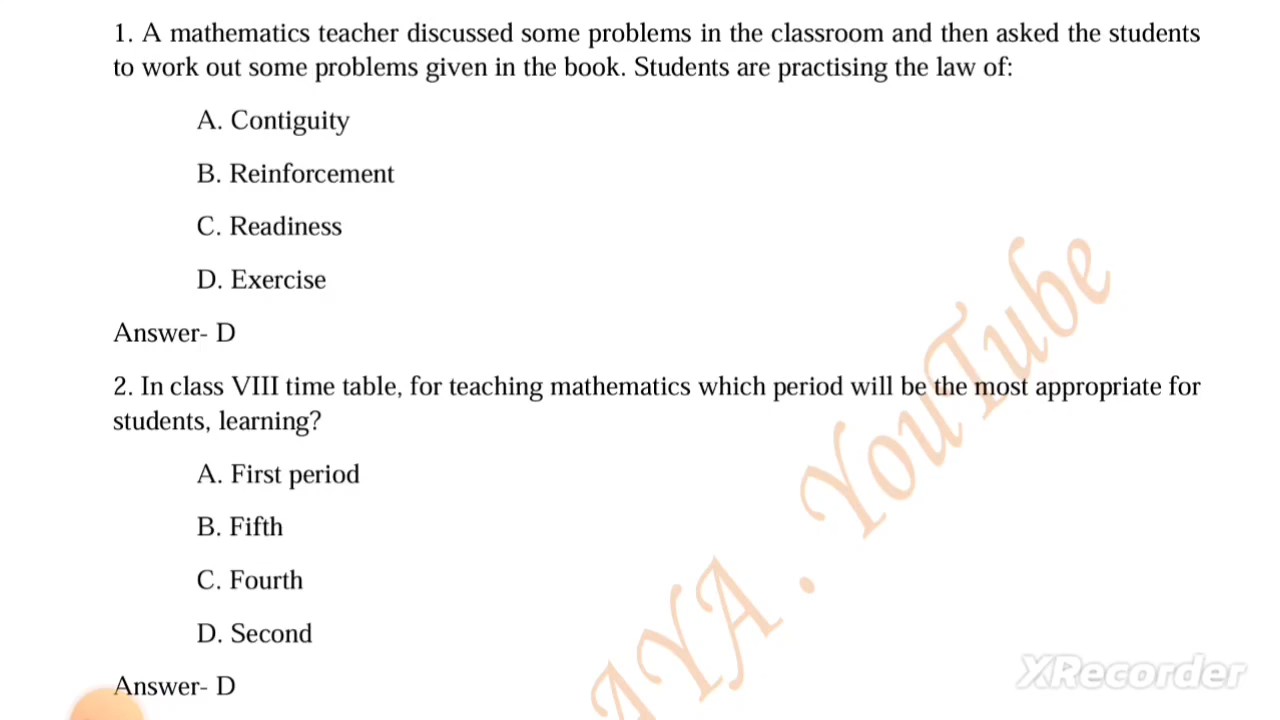 1. A mathematics teacher discussed some problems in the classroom and then asked the students
to work out some problems given in the book. Students are practising the law of:
A. Contiguity
B. Reinforcement
C. Readiness
D. Exercise
Answer- D
2. In class VIII time table, for teaching mathematics which period will be the most appropriate for
students, learning?
A. First period
B. Fifth
C. Fourth
D. Second
Answer- D
AYA . YouTube
XRecorder